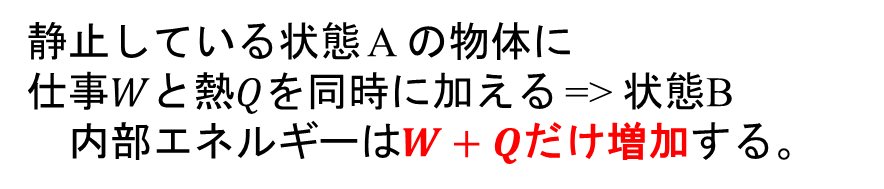 静止している状態Aの物体に
仕事Wと熱Qを同時に加える=> 状態B
内部エネルギーはW + Qだけ増加する。